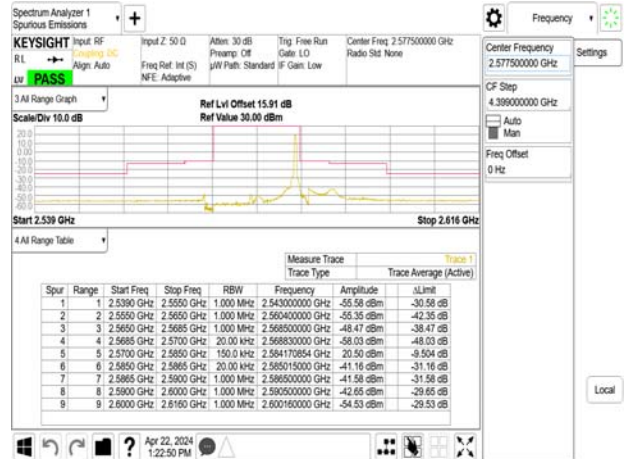 Spectrum Analyzer 1
Spurious Emissions
+
Frequency
KEYSIGHT
RL
PASS
Input: RF
Coupling: DC
Align: Auto
Input Z: 50 Ω
Freq Ref: Int (S)
NFE: Adaptive
Atten: 30 dB
Preamp: Off
µW Path: Standard
Trig: Free Run
Gate: LO
IF Gain: Low
Center Freq: 2.577500000 GHz
Radio Std: None
Center Frequency
2.577500000 GHz
Settings
CF Step
4.399000000 GHz
Auto
Man
Freq Offset
0 Hz
Local
3 All Range Graph
Scale/Div 10.0 dB
Ref Lvl Offset 15.91 dB
Ref Value 30.00 dBm
20.0
10.0
0.00
-10.0
-20.0
-30.0
-40.0
-50.0
-60.0
Start 2.539 GHz
Stop 2.616 GHz
4 All Range Table
Measure Trace Trace 1
Trace Type Trace Average (Active)
Spur Range Start Freq Stop Freq RBW Frequency Amplitude ΔLimit
1 1 2.5390 GHz 2.5550 GHz 1.000 MHz 2.543000000 GHz -55.58 dBm -30.58 dB
2 2 2.5550 GHz 2.5650 GHz 1.000 MHz 2.560400000 GHz -55.35 dBm -42.35 dB
3 3 2.5650 GHz 2.5685 GHz 1.000 MHz 2.568500000 GHz -48.47 dBm -38.47 dB
4 4 2.5685 GHz 2.5700 GHz 20.00 kHz 2.568830000 GHz -58.03 dBm -48.03 dB
5 5 2.5700 GHz 2.5850 GHz 150.0 kHz 2.584170854 GHz 20.50 dBm -9.504 dB
6 6 2.5850 GHz 2.5865 GHz 20.00 kHz 2.585015000 GHz -41.16 dBm -31.16 dB
7 7 2.5865 GHz 2.5900 GHz 1.000 MHz 2.586500000 GHz -41.58 dBm -31.58 dB
8 8 2.5900 GHz 2.6000 GHz 1.000 MHz 2.590500000 GHz -42.65 dBm -29.65 dB
9 9 2.6000 GHz 2.6160 GHz 1.000 MHz 2.600160000 GHz -54.53 dBm -29.53 dB
?
Apr 22, 2024
1:22:50 PM